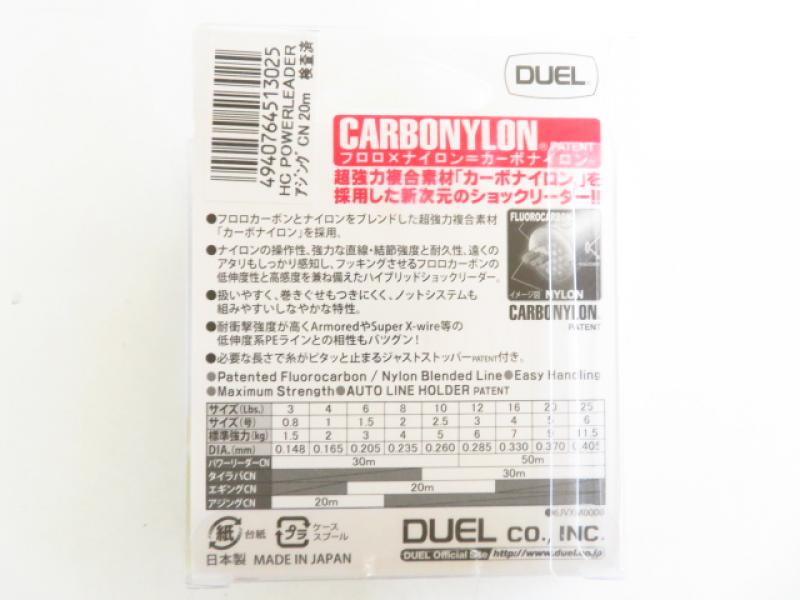 4940764513025
HC POWERLEADER
アジング CN 20m 検査済
DUEL
CARBONYLON® PATENT
フロロ×ナイロン=カーボナイロン™
超強力複合素材「カーボナイロン」を
採用した新次元のショックリーダー!!
●フロロカーボンとナイロンをブレンドした超強力複合素材
「カーボナイロン」を採用。
●ナイロンの操作性、強力な直線・結節強度と耐久性、遠くの
アタリもしっかり感知し、フッキングさせるフロロカーボンの
低伸度性と高感度を兼ね備えたハイブリッドショックリーダー。
●扱いやすく、巻きぐせもつきにくく、ノットシステムも
組みやすいしなやかな特性。
●耐衝撃強度が高くArmoredやSuper X-wire等の
低伸度系PEラインとの相性もバツグン!
●必要な長さで糸がピタッと止まるジャストストッパーPATENT付き。
FLUOROCARBON
イメージ図 NYLON
CARBONYLON®
PATENT
●Patented Fluorocarbon / Nylon Blended Line●Easy Handling
●Maximum Strength●AUTO LINE HOLDER PATENT
サイズ(Lbs.) 3 4 6 8 10 12 16 20 25
サイズ(号) 0.8 1 1.5 2 2.5 3 4 5 6
標準強力(kg) 1.5 2 3 4 5 6 7 9 11.5
DIA.(mm) 0.148 0.165 0.205 0.235 0.260 0.285 0.330 0.370 0.405
パワーリーダーCN 30m 50m
タイラバCN 30m
エギングCN 20m
アジングCN 20m
紙 台紙
プラ ケース
スプール
DUEL CO., INC.
日本製 MADE IN JAPAN
DUEL Official Site http://www.duel.co.jp